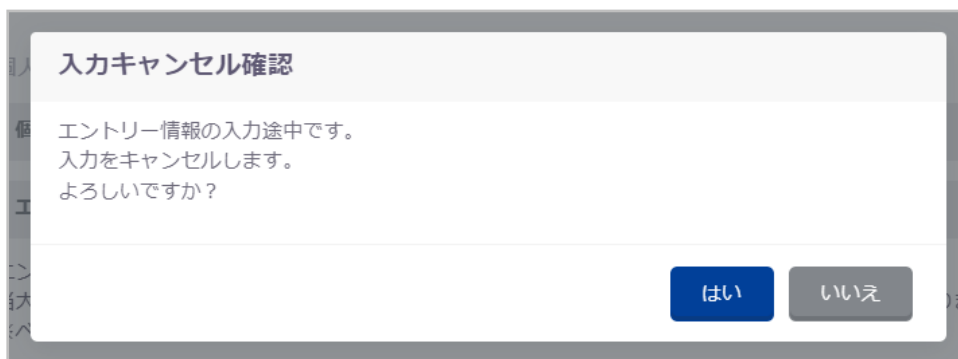 入力キャンセル確認
エントリー情報の入力途中です。
入力をキャンセルします。
よろしいですか？
はい
いいえ